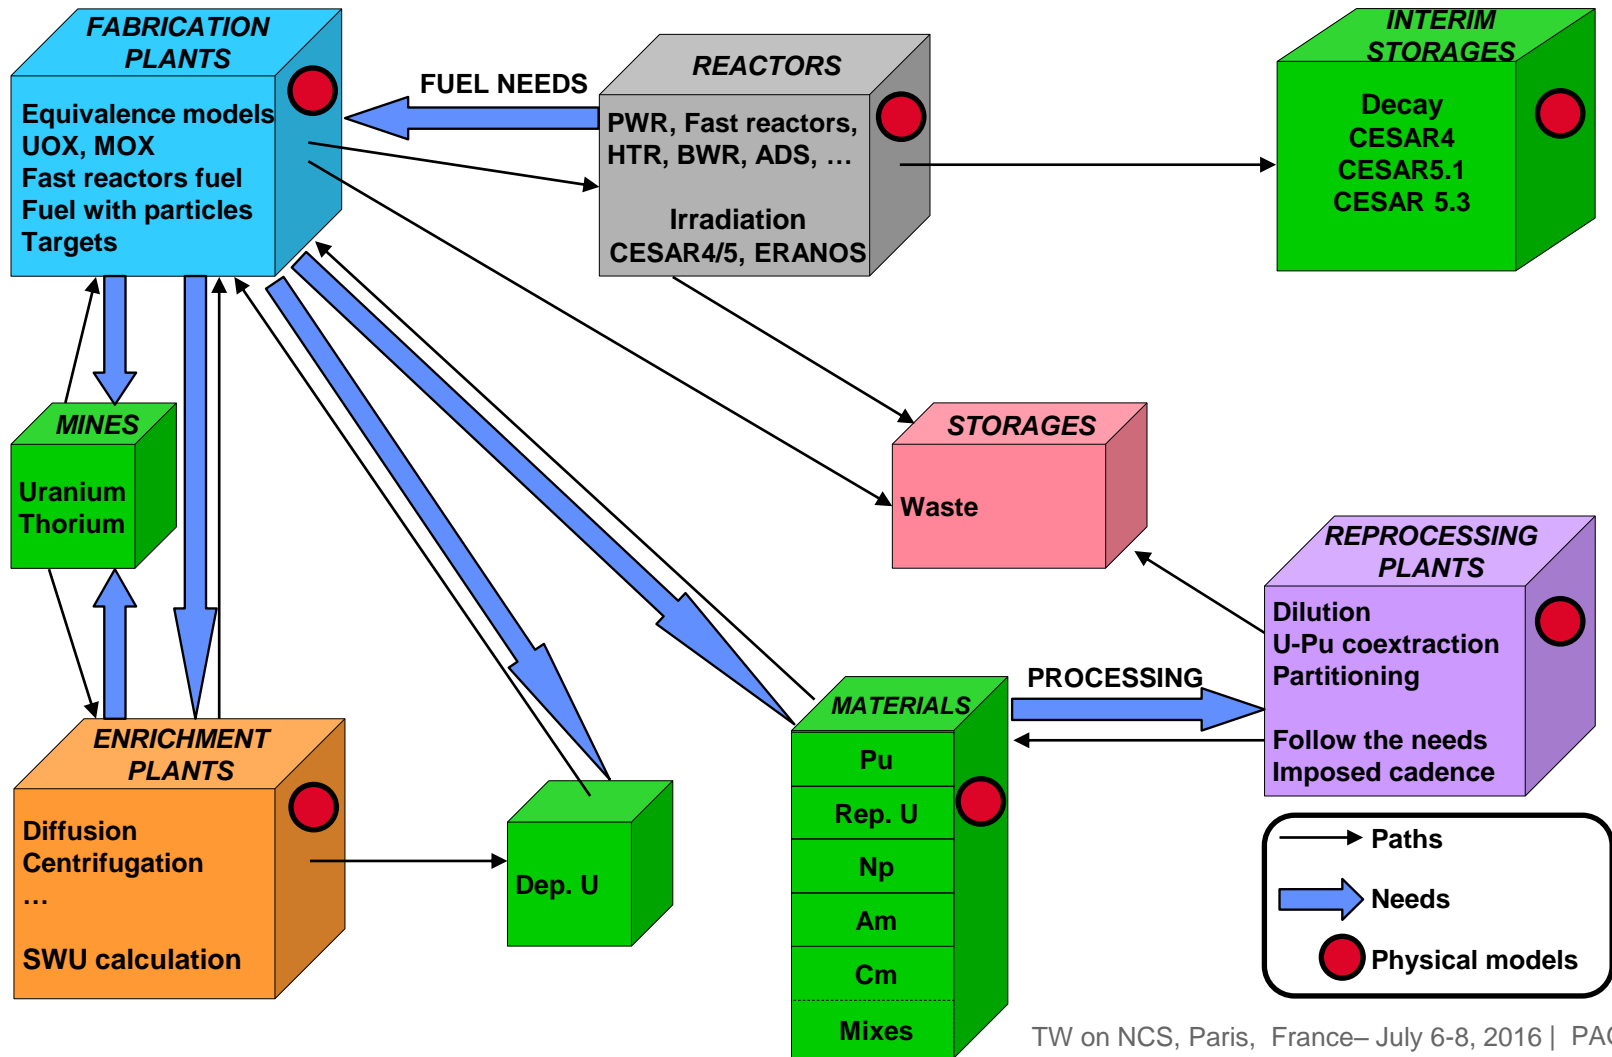 FABRICATION
PLANTS
Equivalence models
UOX, MOX
Fast reactors fuel
Fuel with particles
Targets
FUEL NEEDS
REACTORS
PWR, Fast reactors,
HTR, BWR, ADS, …
Irradiation
CESAR4/5, ERANOS
INTERIM
STORAGES
Decay
CESAR4
CESAR5.1
CESAR 5.3
MINES
Uranium
Thorium
STORAGES
Waste
REPROCESSING
PLANTS
Dilution
U-Pu coextraction
Partitioning
Follow the needs
Imposed cadence
PROCESSING
MATERIALS
Pu
Rep. U
Np
Am
Cm
Mixes
ENRICHMENT
PLANTS
Diffusion
Centrifugation
…
SWU calculation
Dep. U
Paths
Needs
Physical models
TW on NCS, Paris, France– July 6-8, 2016 | PAG